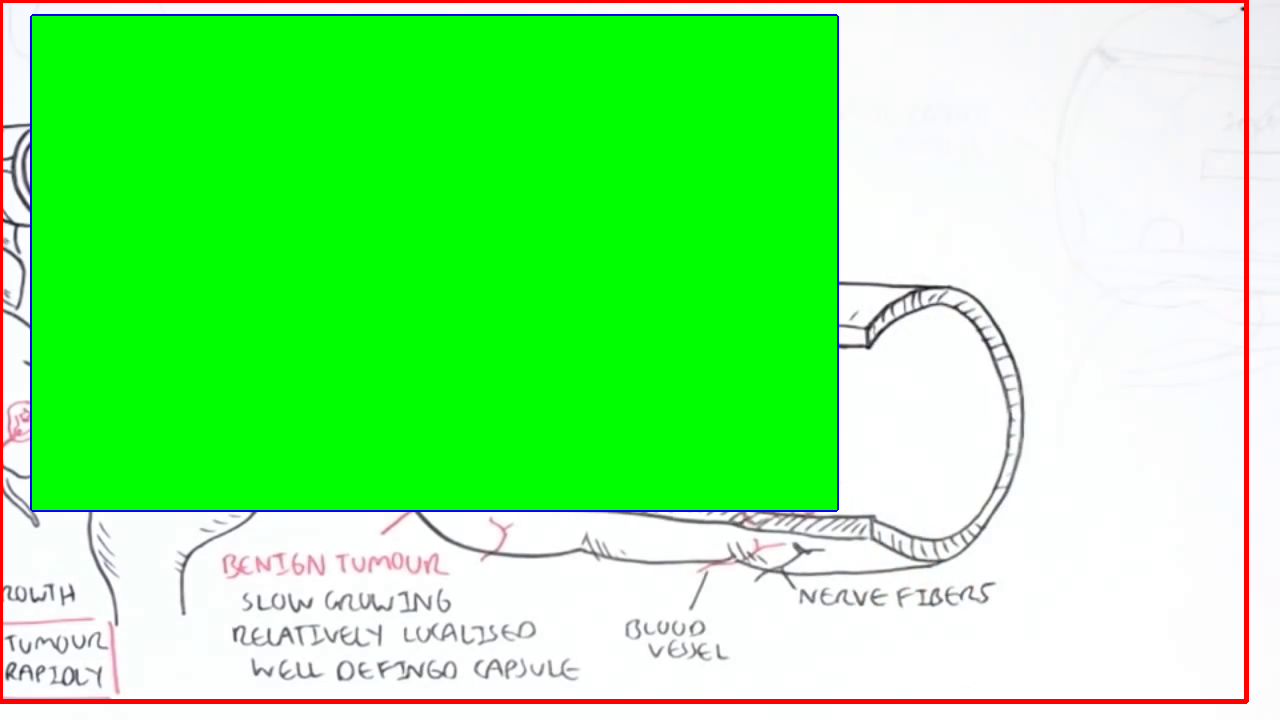 BENIGN TUMOUR
SLOW GROWING
RELATIVELY LOCALISED
WELL DEFINED CAPSULE
ROWTH
TUMOUR
RAPIDLY
BLOOD
VESSEL
NERVE FIBERS